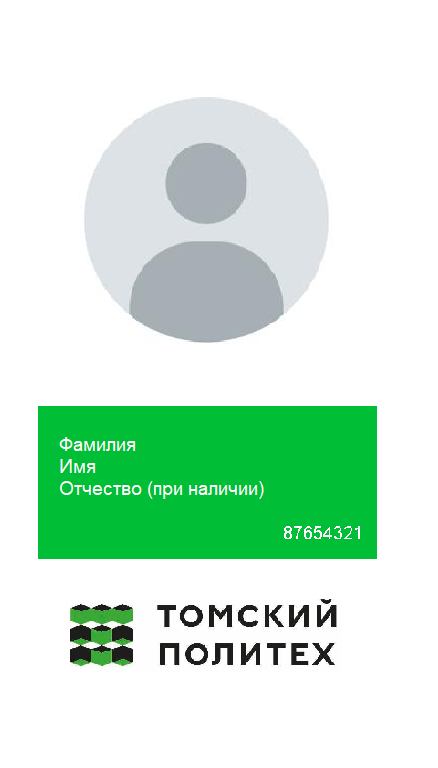 Фамилия
Имя
Отчество (при наличии)
87654321
ТОМСКИЙ
ПОЛИТЕХ